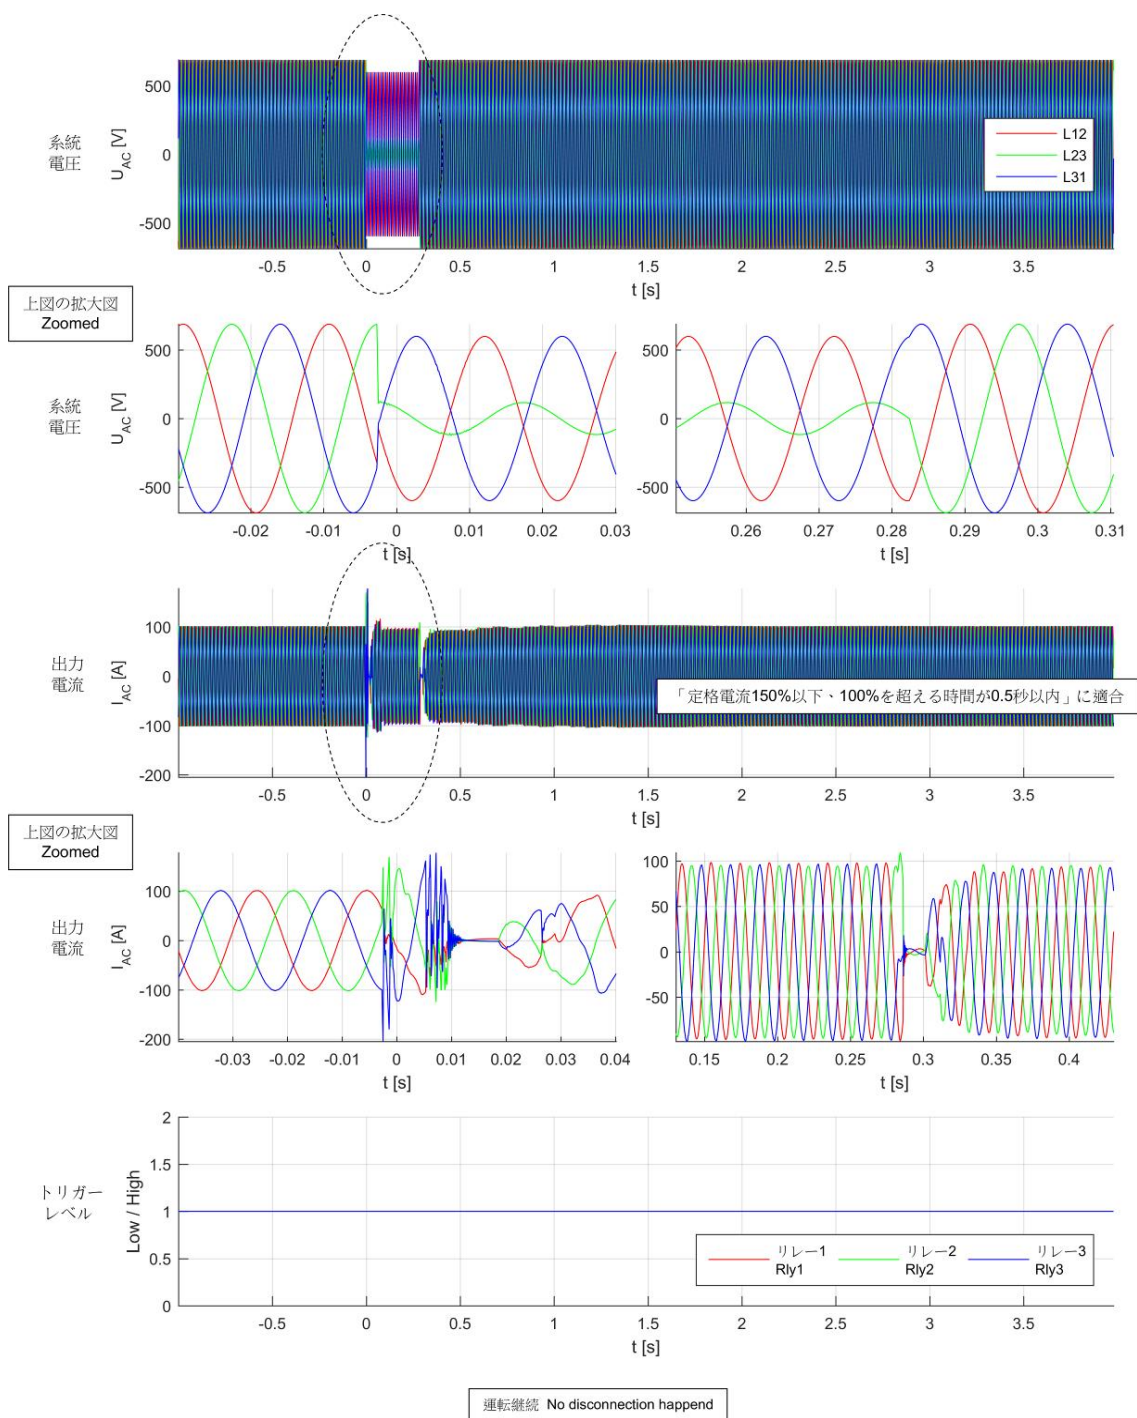 500
0
-500
系統
電圧
U_AC [V]
L12
L23
L31
-0.5 0 0.5 1 1.5 2 2.5 3 3.5
t [s]
上図の拡大図
Zoomed
系統
電圧
U_AC [V]
500
0
-500
-0.02 -0.01 0 0.01 0.02 0.03
t [s]
500
0
-500
0.26 0.27 0.28 0.29 0.3 0.31
t [s]
出力
電流
I_AC [A]
100
0
-100
-200
「定格電流150%以下、100%を超える時間が0.5秒以内」に適合
-0.5 0 0.5 1 1.5 2 2.5 3 3.5
t [s]
上図の拡大図
Zoomed
出力
電流
I_AC [A]
100
0
-100
-200
-0.03 -0.02 -0.01 0 0.01 0.02 0.03 0.04
t [s]
100
50
0
-50
0.15 0.2 0.25 0.3 0.35 0.4
t [s]
トリガー
レベル
Low / High
2
1.5
1
0.5
0
リレー1 リレー2 リレー3
Rly1 Rly2 Rly3
-0.5 0 0.5 1 1.5 2 2.5 3 3.5
t [s]
運転継続 No disconnection happend